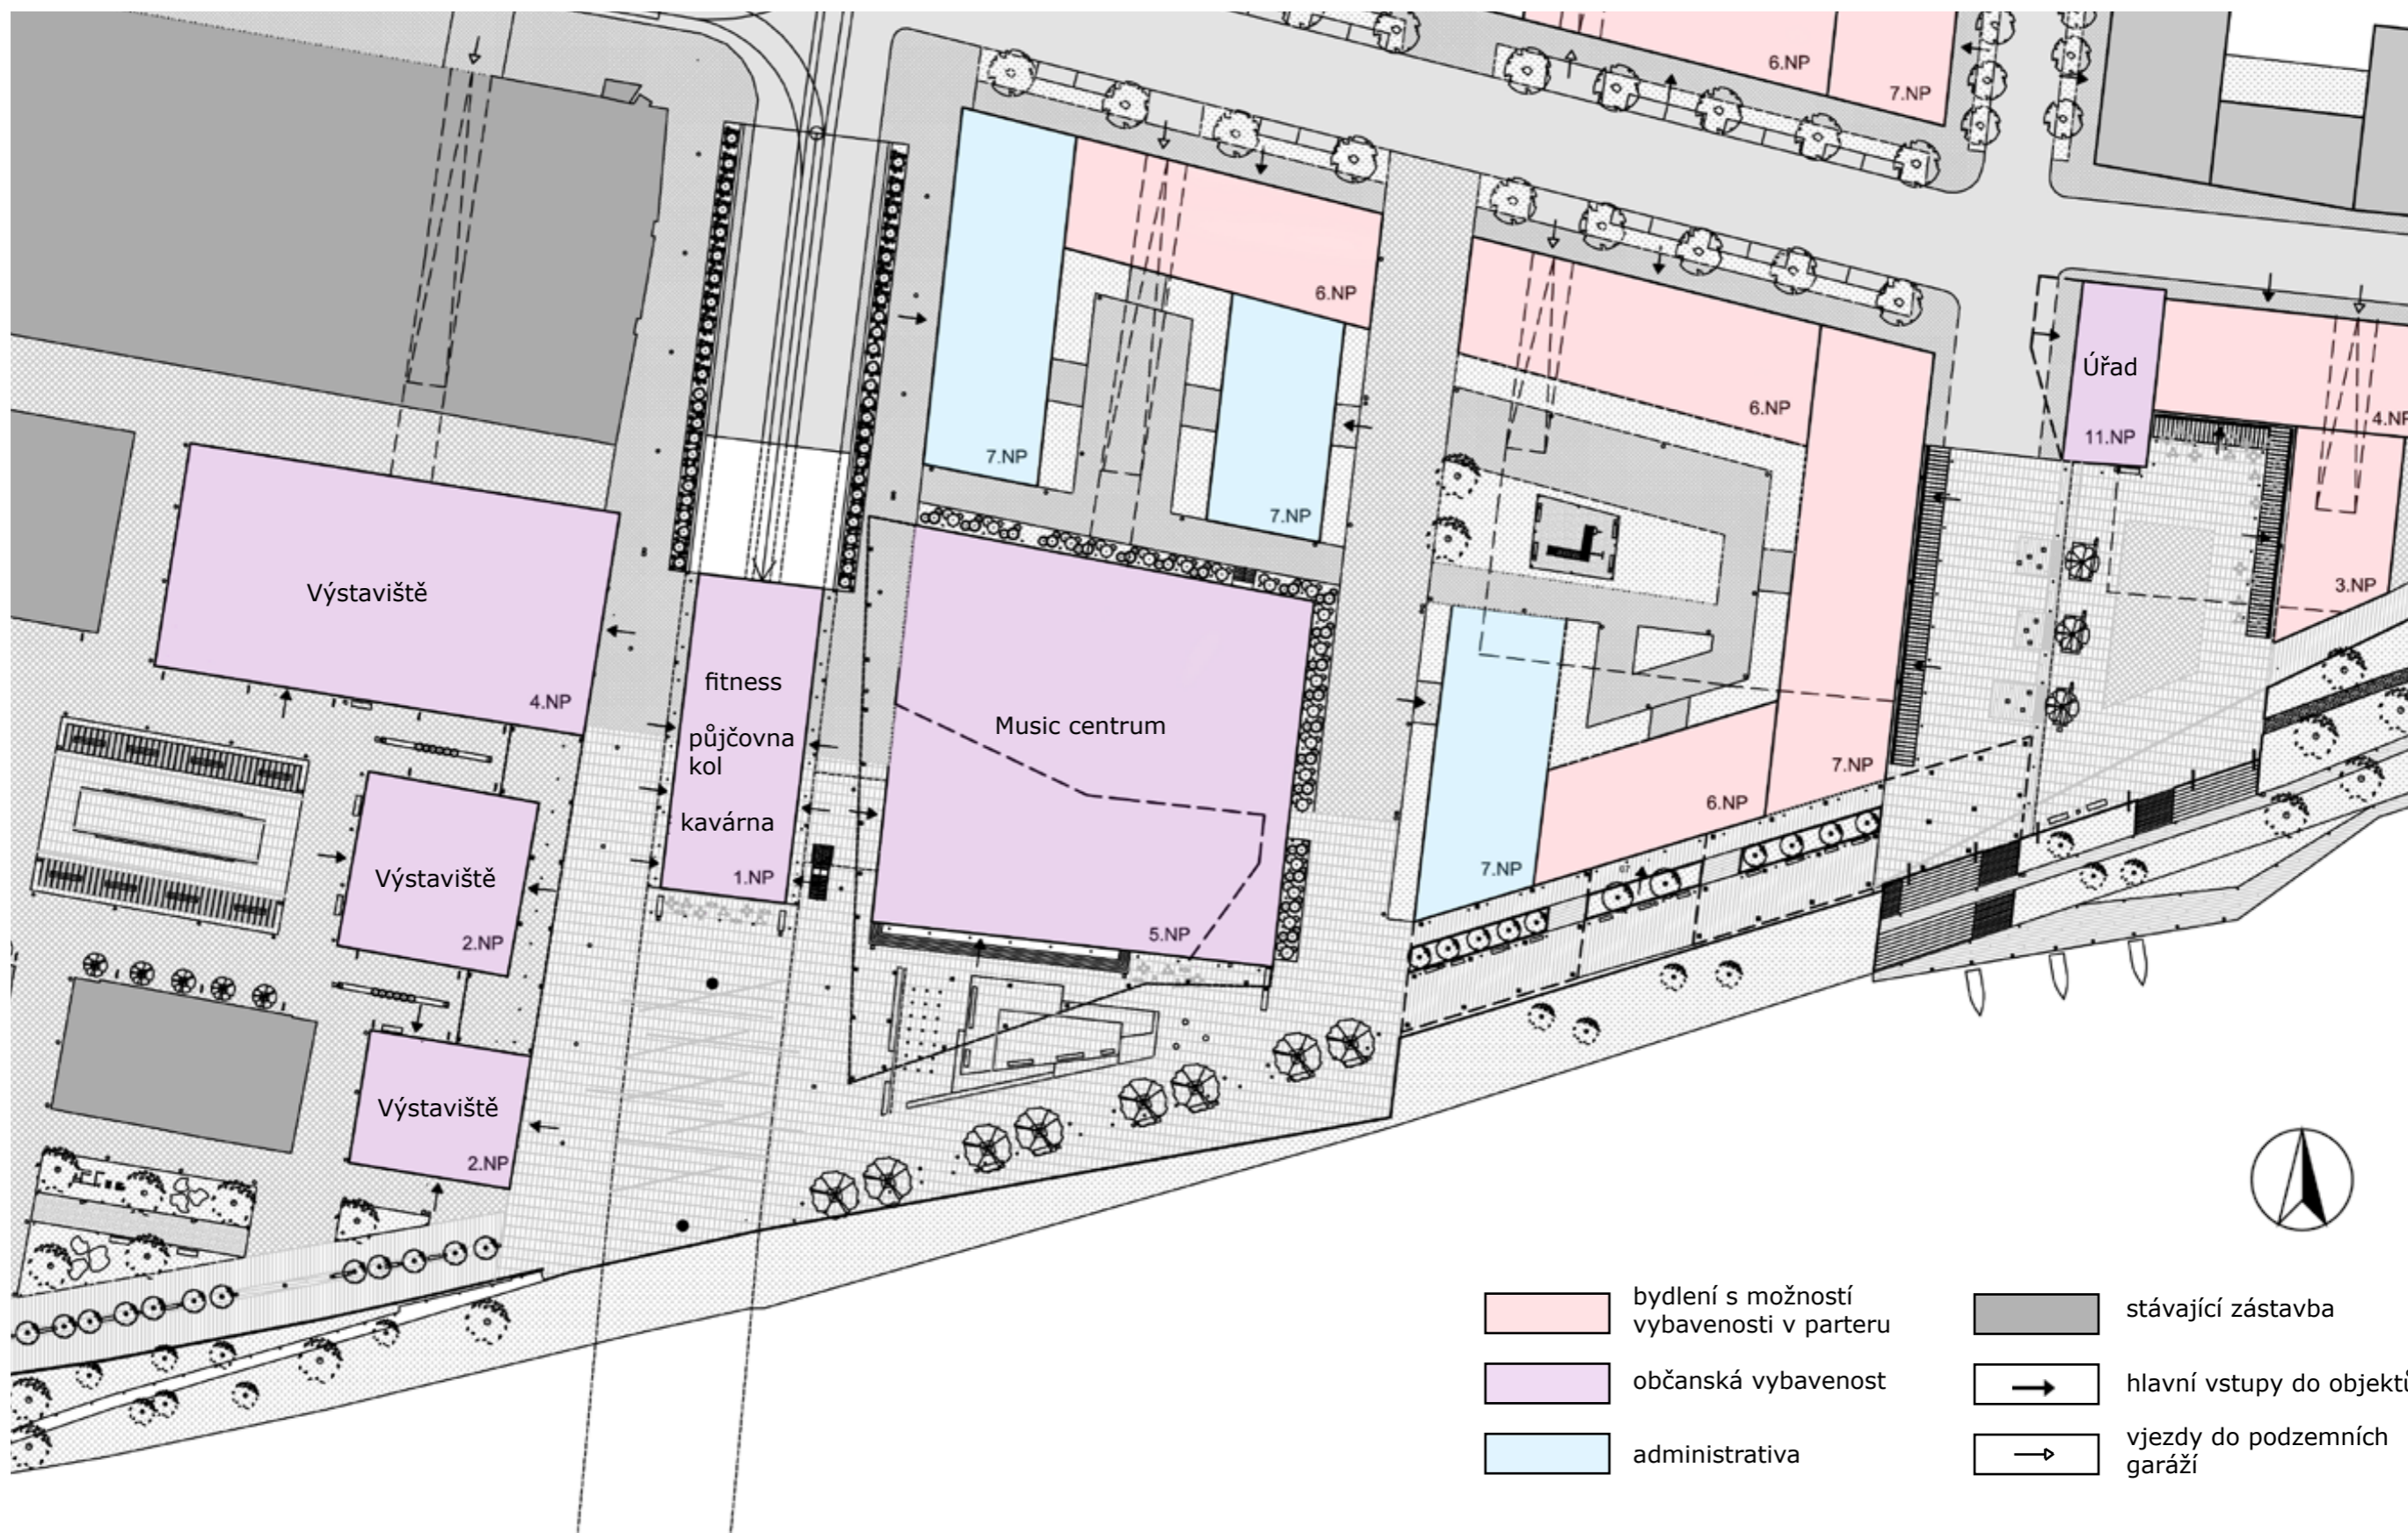 6.NP
7.NP
6.NP
7.NP
7.NP
6.NP
7.NP
6.NP
7.NP
Úřad
11.NP
4.NP
3.NP
Výstaviště
4.NP
fitness
půjčovna
kol
kavárna
1.NP
Music centrum
5.NP
Výstaviště
2.NP
Výstaviště
2.NP
bydlení s možností
vybavenosti v parteru
občanská vybavenost
administrativa
stávající zástavba
hlavní vstupy do objektů
vjezdy do podzemních
garáží